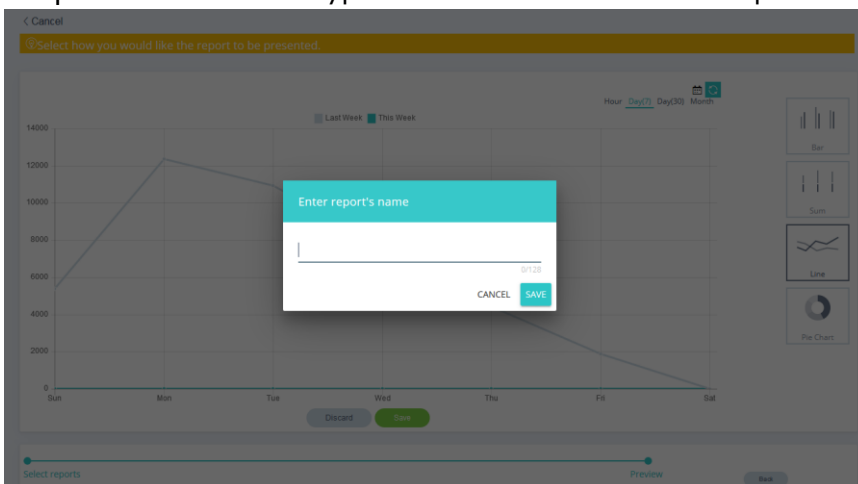 < Cancel
Select how you would like the report to be presented.
Hour Day(7) Day(30) Month
Last Week This Week
14000
12000
10000
8000
6000
4000
2000
0
Sun Mon Tue Wed Thu Fri Sat
Bar
Sum
Line
Pie Chart
Enter report's name
0/128
CANCEL SAVE
Discard Save
Select reports Preview
Back